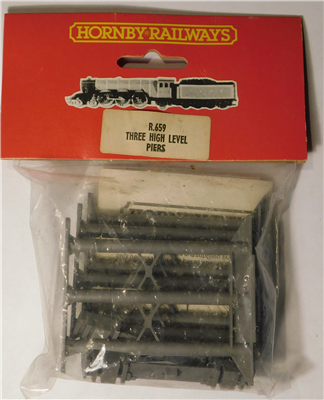 HORNBY RAILWAYS
R.659
THREE HIGH LEVEL
PIERS